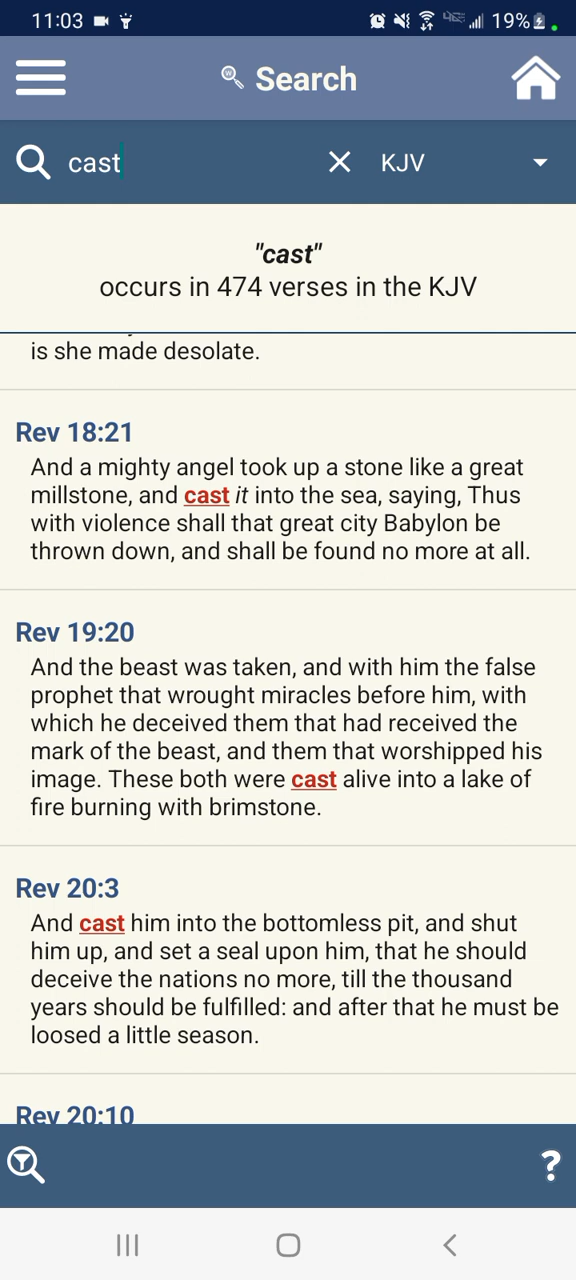 11:03 19%
Search
cast KJV
"cast"
occurs in 474 verses in the KJV
is she made desolate.
Rev 18:21
And a mighty angel took up a stone like a great
millstone, and cast it into the sea, saying, Thus
with violence shall that great city Babylon be
thrown down, and shall be found no more at all.
Rev 19:20
And the beast was taken, and with him the false
prophet that wrought miracles before him, with
which he deceived them that had received the
mark of the beast, and them that worshipped his
image. These both were cast alive into a lake of
fire burning with brimstone.
Rev 20:3
And cast him into the bottomless pit, and shut
him up, and set a seal upon him, that he should
deceive the nations no more, till the thousand
years should be fulfilled: and after that he must be
loosed a little season.
Rev 20:10
?